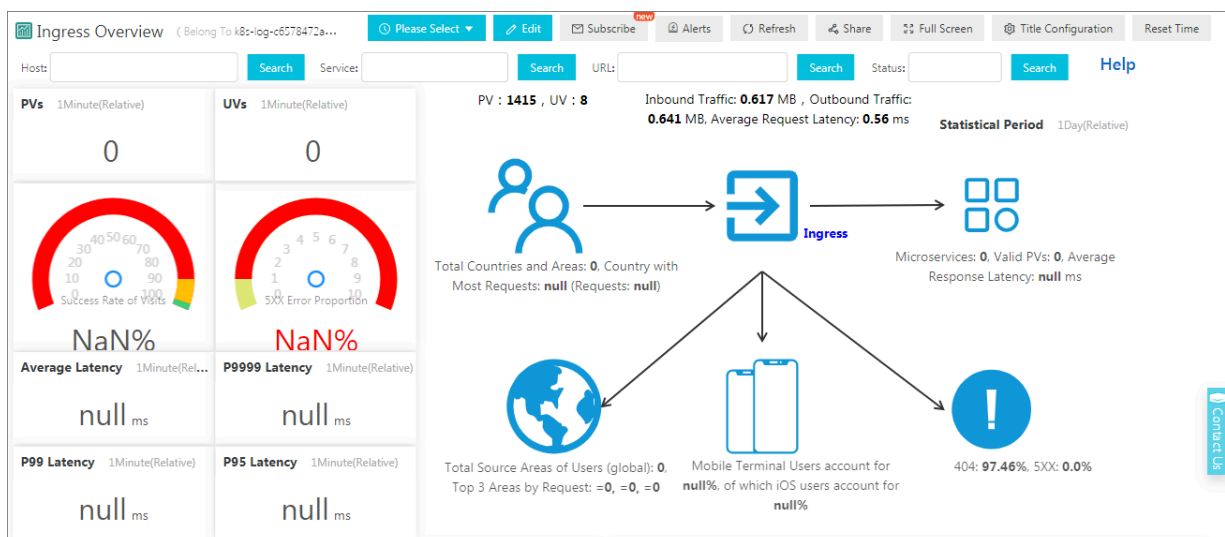 Ingress Overview ( Belong To k8s-log-c6578472a... Please Select Edit Subscribe new Alerts Refresh Share Full Screen Title Configuration Reset Time
Host: Search Service: Search URL: Search Status: Search Help
PVs 1Minute(Relative)
0
UVs 1Minute(Relative)
0
PV : 1415 , UV : 8
Inbound Traffic: 0.617 MB , Outbound Traffic:
0.641 MB, Average Request Latency: 0.56 ms
Statistical Period 1Day(Relative)
0 10 20 30 40 50 60 70 80 90 100
Success Rate of Visits
NaN%
0 1 2 3 4 5 6 7 8 9 10
5XX Error Proportion
NaN%
Ingress
Total Countries and Areas: 0, Country with
Most Requests: null (Requests: null)
Microservices: 0, Valid PVs: 0, Average
Response Latency: null ms
Average Latency 1Minute(Rel...
null ms
P9999 Latency 1Minute(Relative)
null ms
P99 Latency 1Minute(Relative)
null ms
P95 Latency 1Minute(Relative)
null ms
Total Source Areas of Users (global): 0,
Top 3 Areas by Request: =0, =0, =0
Mobile Terminal Users account for
null%, of which iOS users account for
null%
404: 97.46%, 5XX: 0.0%
Contact Us